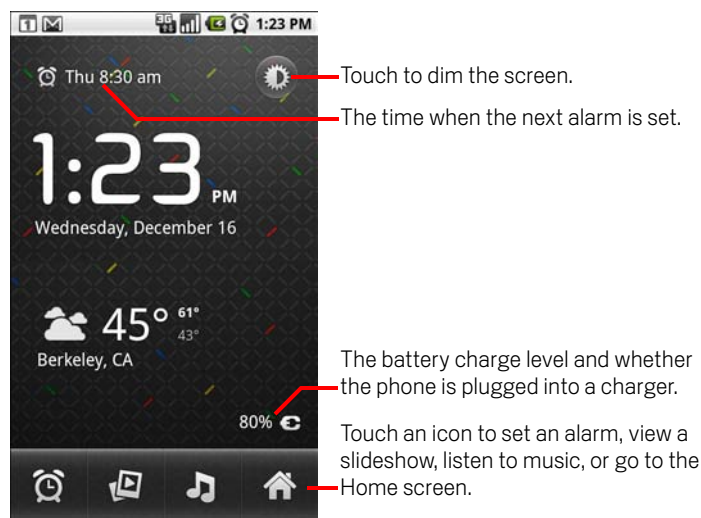 1 3G 1:23 PM
Thu 8:30 am
Touch to dim the screen.
The time when the next alarm is set.
1:23 PM
Wednesday, December 16
45° 61°
43°
Berkeley, CA
The battery charge level and whether
the phone is plugged into a charger.
80%
Touch an icon to set an alarm, view a
slideshow, listen to music, or go to the
Home screen.